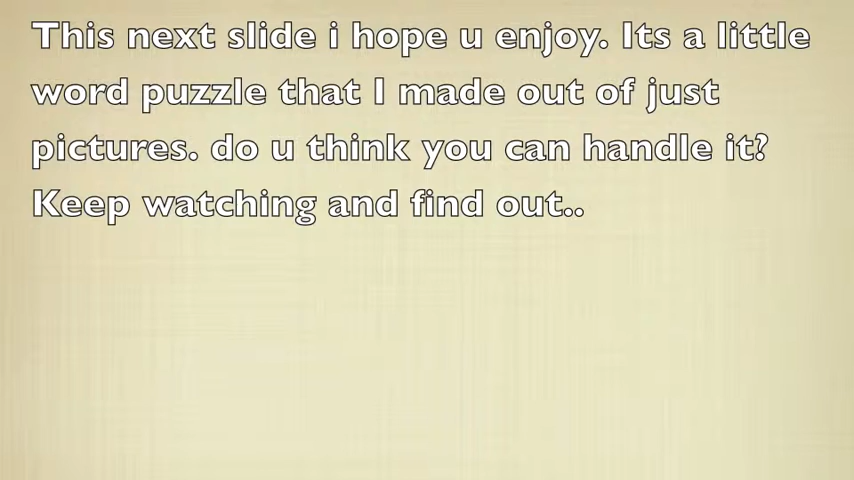 This next slide i hope u enjoy. Its a little
word puzzle that I made out of just
pictures. do u think you can handle it?
Keep watching and find out..